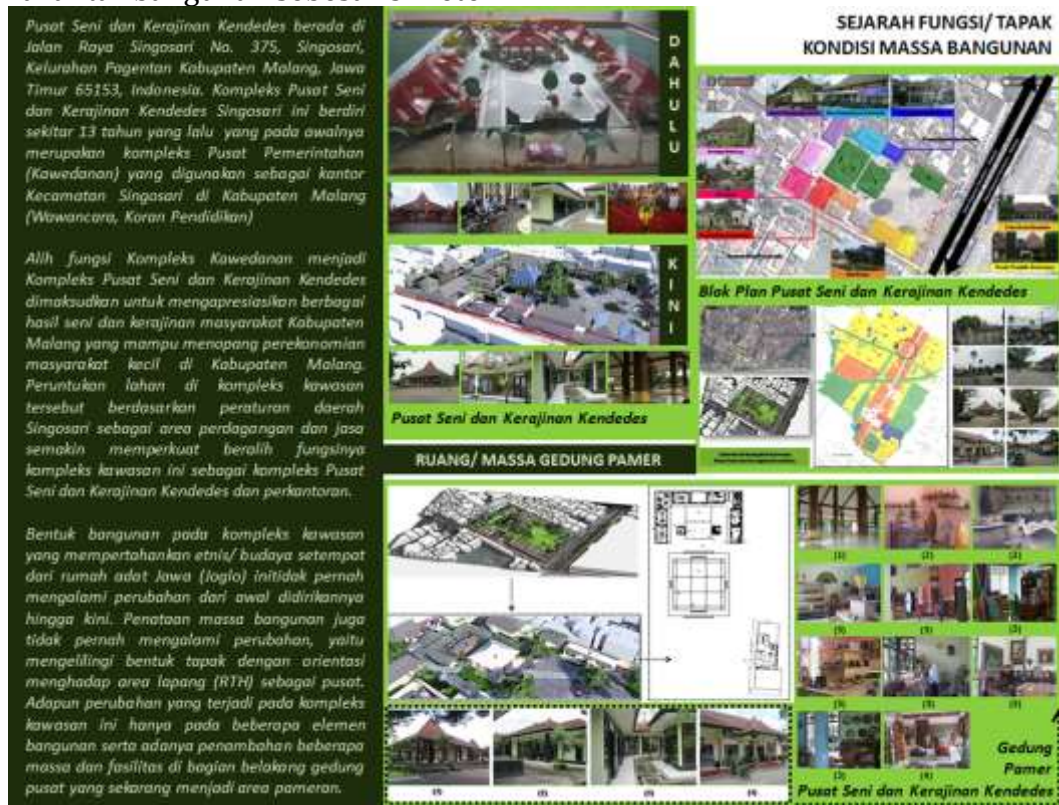 Pusat Seni dan Kerajinan Kendedes berada di
Jalan Raya Singosari No. 375, Singosari,
Kelurahan Pagentan Kabupaten Malang, Jawa
Timur 65153, Indonesia. Kompleks Pusat Seni
dan Kerajinan Kendedes Singosari ini berdiri
sekitar 13 tahun yang lalu yang pada awalnya
merupakan kompleks Pusat Pemerintahan
(Kawedanan) yang digunakan sebagai kantor
Kecamatan Singosari di Kabupaten Malang
(Wawancara, Koran Pendidikan)
Alih fungsi Kompleks Kawedanan menjadi
Kompleks Pusat Seni dan Kerajinan Kendedes
dimaksudkan untuk mengapresiasikan berbagai
hasil seni dan kerajinan masyarakat Kabupaten
Malang yang mampu menopang perekonomian
masyarakat kecil di Kabupaten Malang.
Peruntukan lahan di kompleks kawasan
tersebut berdasarkan peraturan daerah
Singosari sebagai area perdagangan dan jasa
semakin memperkuat beralih fungsinya
kompleks kawasan ini sebagai kompleks Pusat
Seni dan Kerajinan Kendedes dan perkantoran.
Bentuk bangunan pada kompleks kawasan
yang mempertahankan etnis/ budaya setempat
dari rumah adat Jawa (Joglo) initidak pernah
mengalami perubahan dari awal didirikannya
hingga kini. Penataan massa bangunan juga
tidak pernah mengalami perubahan, yaitu
mengelilingi bentuk tapak dengan orientasi
menghadap area lapang (RTH) sebagai pusat.
Adapun perubahan yang terjadi pada kompleks
kawasan ini hanya pada beberapa elemen
bangunan serta adanya penambahan beberapa
massa dan fasilitas di bagian belakang gedung
pusat yang sekarang menjadi area pameran.
DAHULU
KINI
Pusat Seni dan Kerajinan Kendedes
SEJARAH FUNGSI/ TAPAK
KONDISI MASSA BANGUNAN
Blok Plan Pusat Seni dan Kerajinan Kendedes
RUANG/ MASSA GEDUNG PAMER
Gedung
Pamer
Pusat Seni dan Kerajinan Kendedes